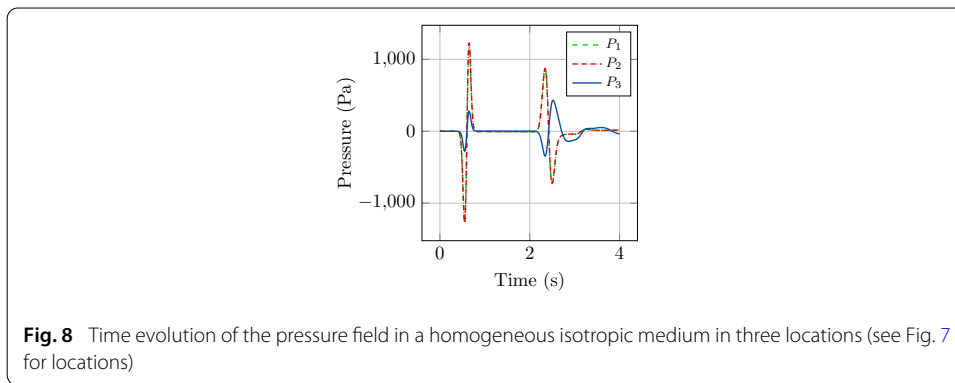 1,000
0
−1,000
Pressure (Pa)
P1
P2
P3
0 2 4
Time (s)
Fig. 8 Time evolution of the pressure field in a homogeneous isotropic medium in three locations (see Fig. 7
for locations)